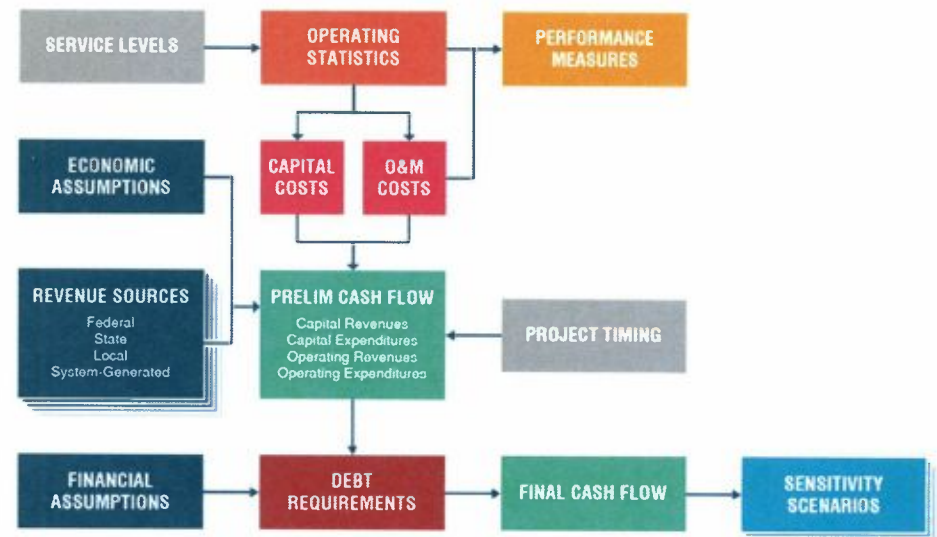 SERVICE LEVELS
OPERATING
STATISTICS
PERFORMANCE
MEASURES
ECONOMIC
ASSUMPTIONS
CAPITAL
COSTS
O&M
COSTS
REVENUE SOURCES
Federal
State
Local
System-Generated
PRELIM CASH FLOW
Capital Revenues
Capital Expenditures
Operating Revenues
Operating Expenditures
PROJECT TIMING
FINANCIAL
ASSUMPTIONS
DEBT
REQUIREMENTS
FINAL CASH FLOW
SENSITIVITY
SCENARIOS